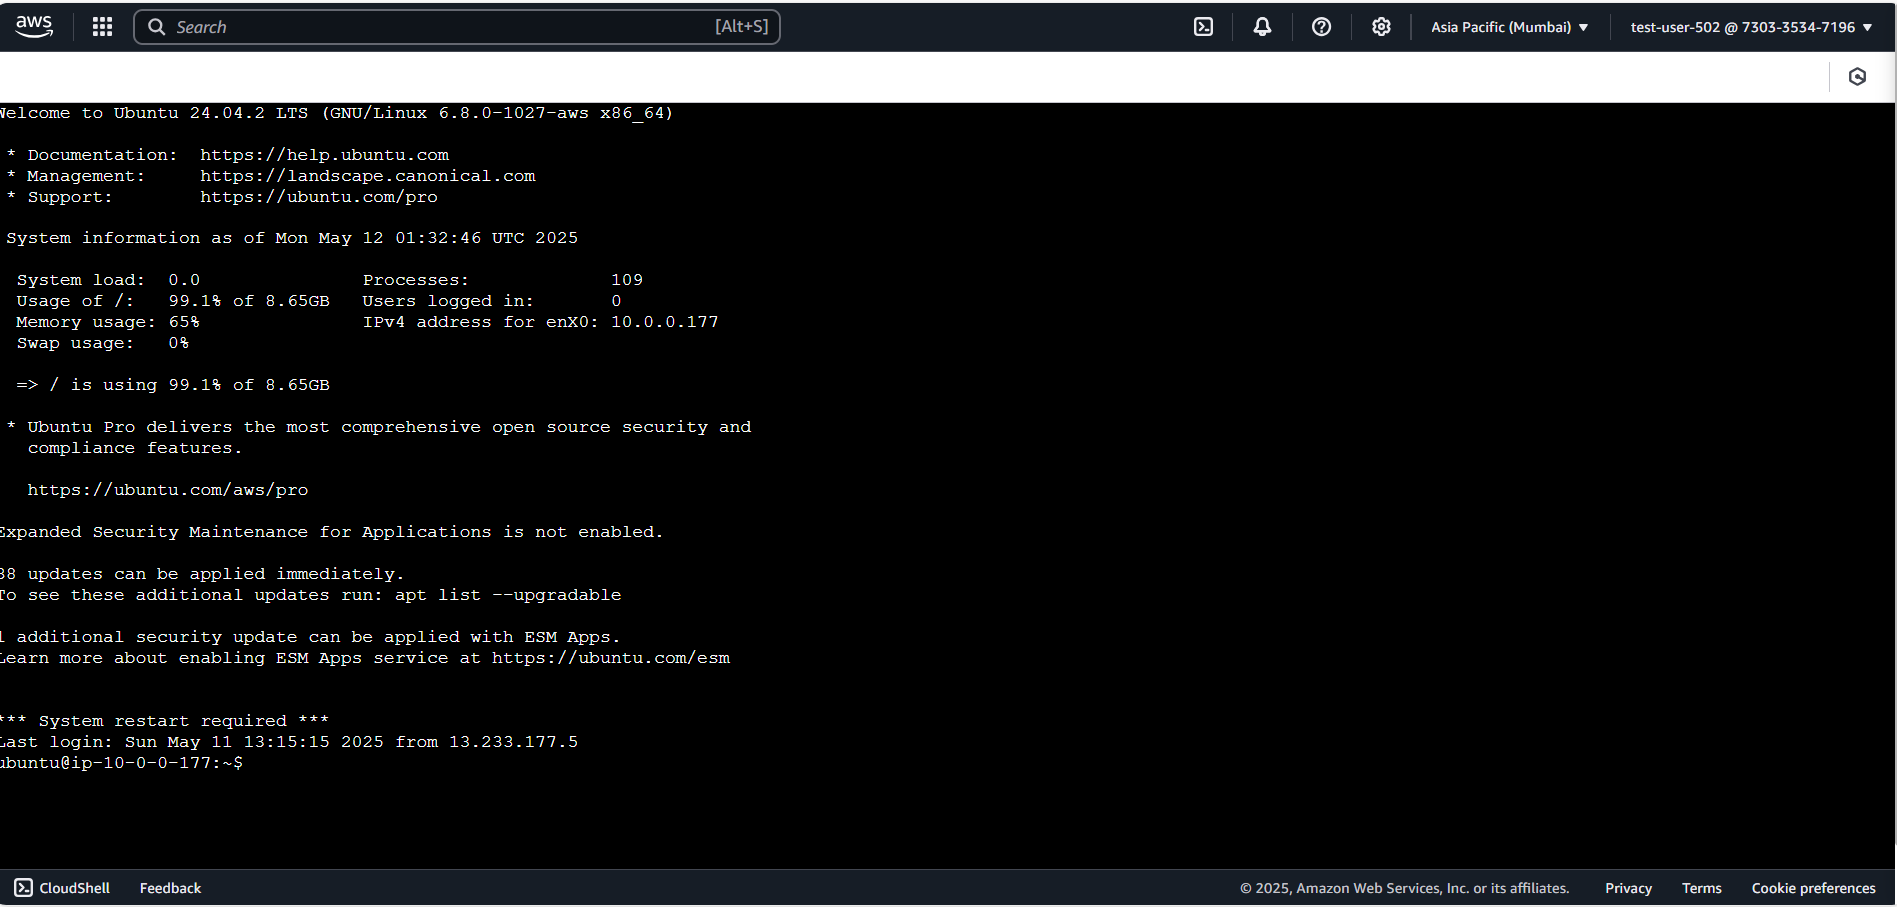 aws
Search [Alt+S]
Asia Pacific (Mumbai)
test-user-502 @ 7303-3534-7196
Welcome to Ubuntu 24.04.2 LTS (GNU/Linux 6.8.0-1027-aws x86_64)
* Documentation: https://help.ubuntu.com
* Management: https://landscape.canonical.com
* Support: https://ubuntu.com/pro
System information as of Mon May 12 01:32:46 UTC 2025
System load: 0.0 Processes: 109
Usage of /: 99.1% of 8.65GB Users logged in: 0
Memory usage: 65% IPv4 address for enX0: 10.0.0.177
Swap usage: 0%
=> / is using 99.1% of 8.65GB
* Ubuntu Pro delivers the most comprehensive open source security and
compliance features.
https://ubuntu.com/aws/pro
Expanded Security Maintenance for Applications is not enabled.
88 updates can be applied immediately.
To see these additional updates run: apt list --upgradable
1 additional security update can be applied with ESM Apps.
Learn more about enabling ESM Apps service at https://ubuntu.com/esm
*** System restart required ***
Last login: Sun May 11 13:15:15 2025 from 13.233.177.5
ubuntu@ip-10-0-0-177:~$
CloudShell Feedback
© 2025, Amazon Web Services, Inc. or its affiliates. Privacy Terms Cookie preferences